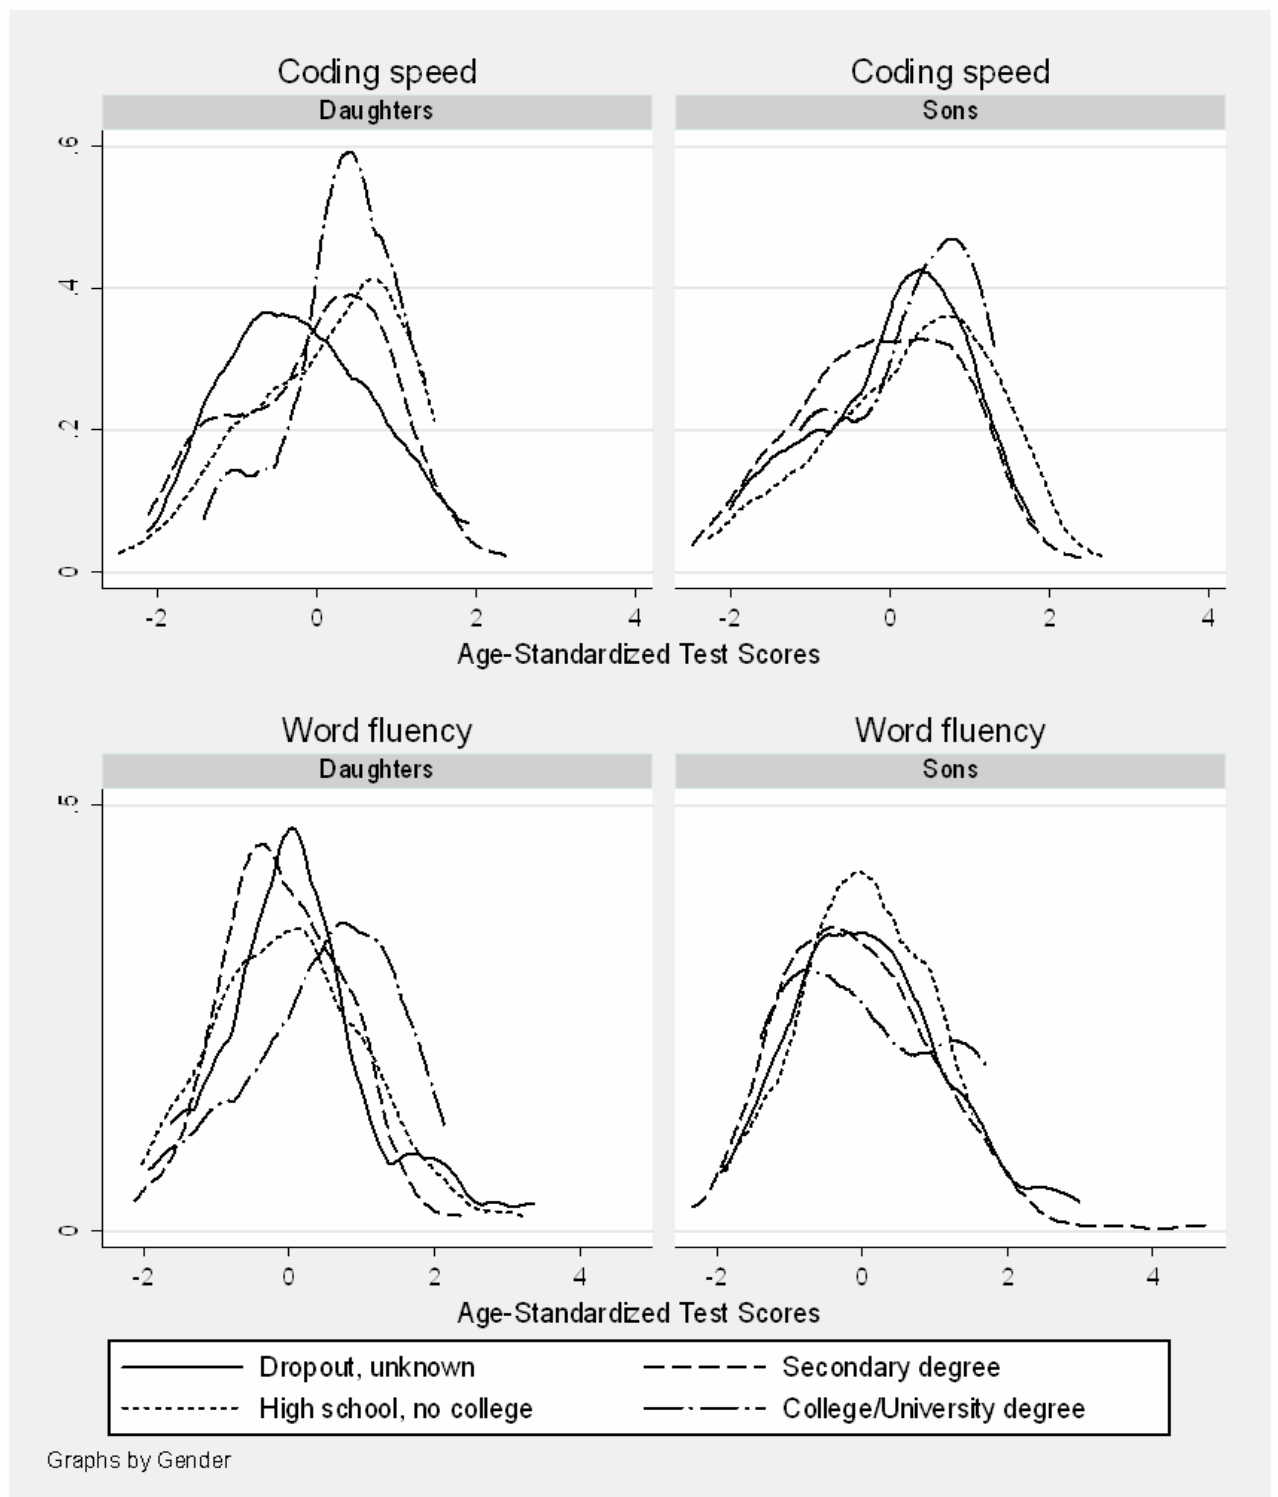 Coding speed Coding speed
Daughters Sons
.6
.4
.2
0
-2 0 2 4 -2 0 2 4
Age-Standardized Test Scores
Word fluency Word fluency
Daughters Sons
.5
0
-2 0 2 4 -2 0 2 4
Age-Standardized Test Scores
Dropout, unknown Secondary degree
High school, no college College/University degree
Graphs by Gender